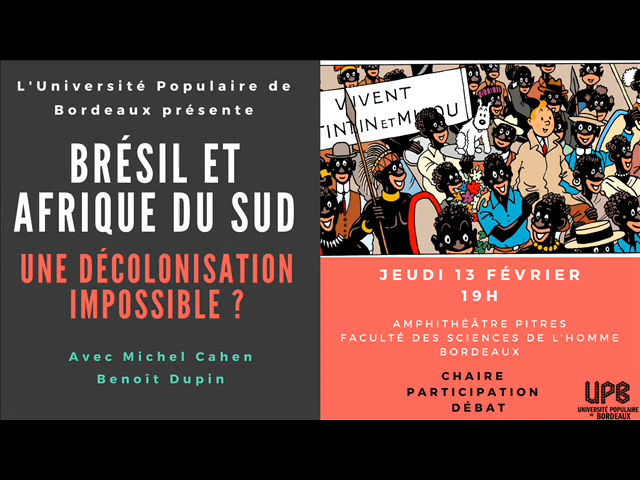 L'Université Populaire de
Bordeaux présente
BRÉSIL ET
AFRIQUE DU SUD
UNE DÉCOLONISATION
IMPOSSIBLE ?
Avec Michel Cahen
Benoît Dupin
VIVENT
TINTIN ET MILOU
JEUDI 13 FÉVRIER
19H
AMPHITHÉÂTRE PITRES
FACULTÉ DES SCIENCES DE L'HOMME
BORDEAUX
CHAIRE
PARTICIPATION
DÉBAT
UPB
UNIVERSITÉ POPULAIRE
DE BORDEAUX